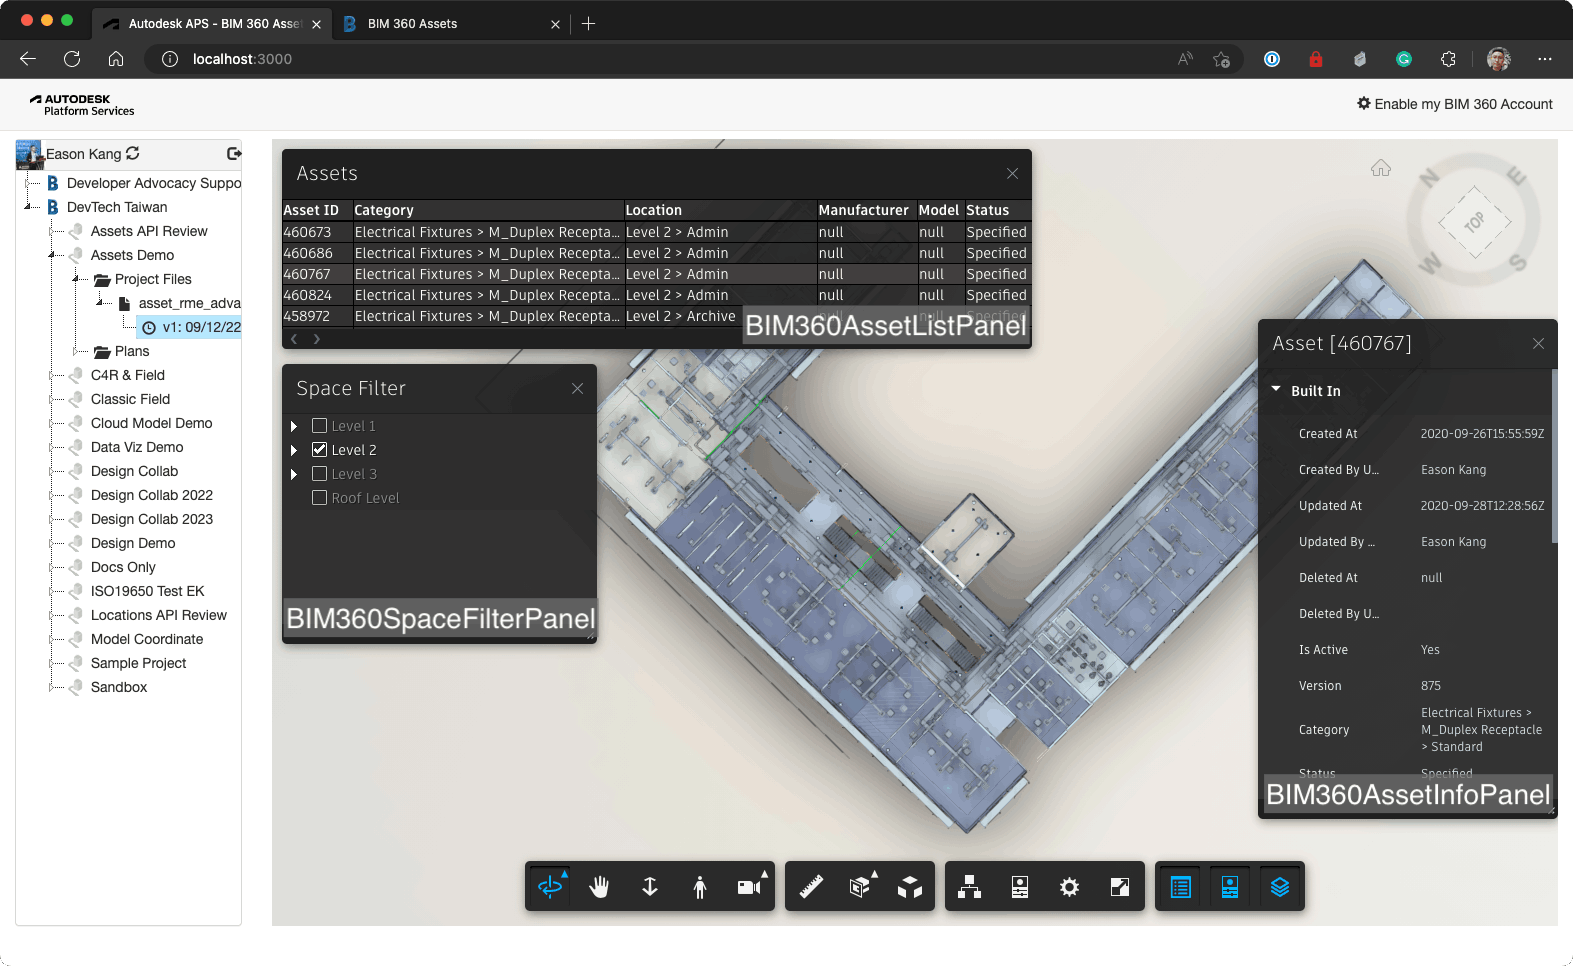 Autodesk APS - BIM 360 Asset
BIM 360 Assets
localhost:3000
AUTODESK
Platform Services
Enable my BIM 360 Account
Eason Kang
Developer Advocacy Suppo
DevTech Taiwan
Assets API Review
Assets Demo
Project Files
asset_rme_adva
v1: 09/12/22
Plans
C4R & Field
Classic Field
Cloud Model Demo
Data Viz Demo
Design Collab
Design Collab 2022
Design Collab 2023
Design Demo
Docs Only
ISO19650 Test EK
Locations API Review
Model Coordinate
Sample Project
Sandbox
Assets
Asset ID Category Location Manufacturer Model Status
460673 Electrical Fixtures > M_Duplex Recepta... Level 2 > Admin null null Specified
460686 Electrical Fixtures > M_Duplex Recepta... Level 2 > Admin null null Specified
460767 Electrical Fixtures > M_Duplex Recepta... Level 2 > Admin null null Specified
460824 Electrical Fixtures > M_Duplex Recepta... Level 2 > Admin null null Specified
458972 Electrical Fixtures > M_Duplex Recepta... Level 2 > Archive null null Specified
BIM360AssetListPanel
Space Filter
Level 1
Level 2
Level 3
Roof Level
BIM360SpaceFilterPanel
N
E
TOP
W
S
Asset [460767]
Built In
Created At 2020-09-26T15:55:59Z
Created By U... Eason Kang
Updated At 2020-09-28T12:28:56Z
Updated By ... Eason Kang
Deleted At null
Deleted By U...
Is Active Yes
Version 875
Category Electrical Fixtures >
M_Duplex Receptacle
> Standard
Status Specified
BIM360AssetInfoPanel